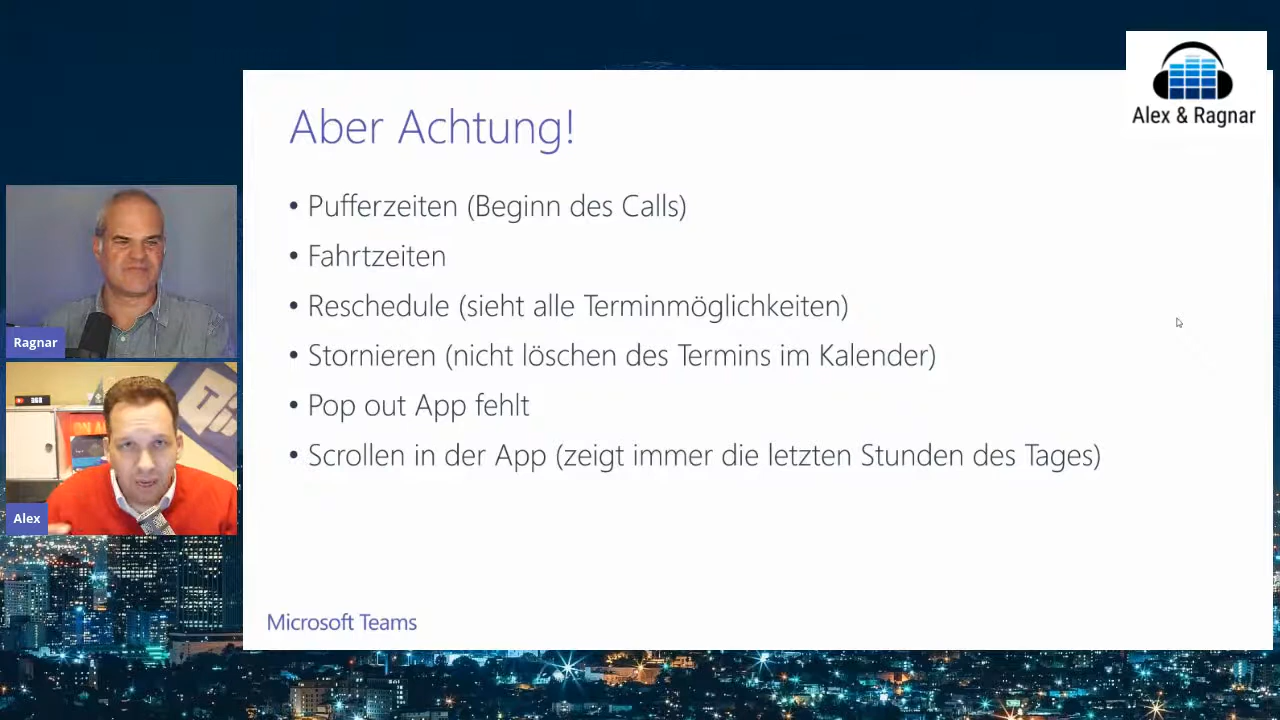 Alex & Ragnar
Aber Achtung!
• Pufferzeiten (Beginn des Calls)
• Fahrtzeiten
• Reschedule (sieht alle Terminmöglichkeiten)
• Stornieren (nicht löschen des Termins im Kalender)
• Pop out App fehlt
• Scrollen in der App (zeigt immer die letzten Stunden des Tages)
Microsoft Teams
Ragnar
Alex